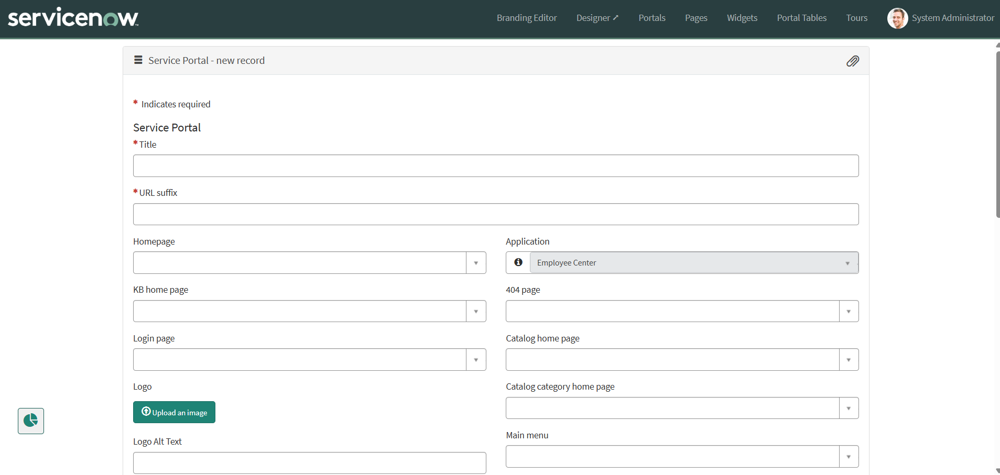 servicenow
Branding Editor Designer Portals Pages Widgets Portal Tables Tours System Administrator
Service Portal - new record
* Indicates required
Service Portal
* Title
* URL suffix
Homepage
Application
Employee Center
KB home page
404 page
Login page
Catalog home page
Logo
Upload an image
Catalog category home page
Logo Alt Text
Main menu